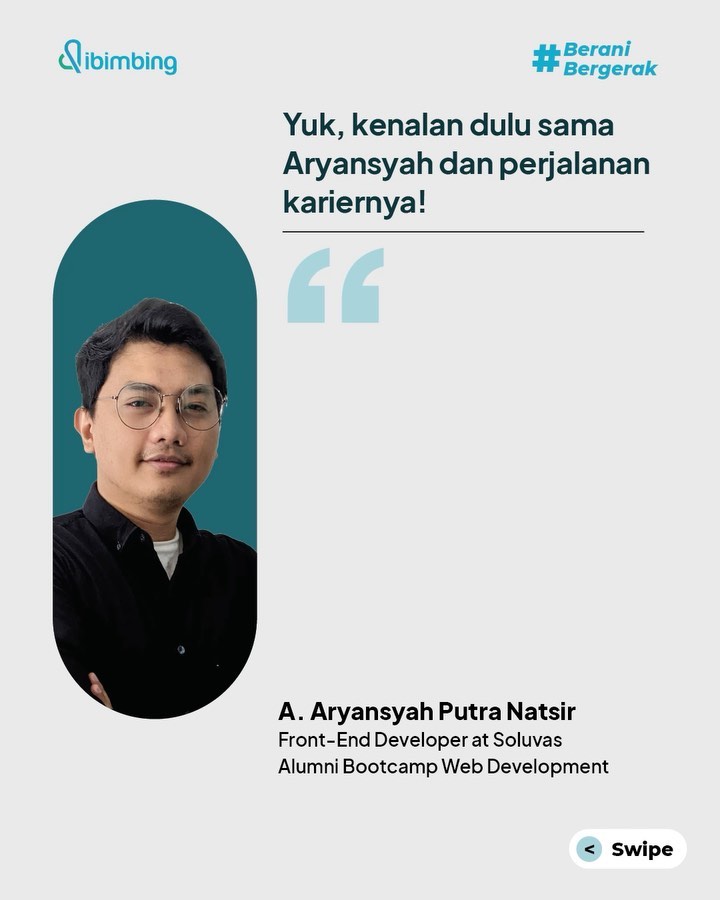 ibimbing
#Berani
Bergerak
Yuk, kenalan dulu sama
Aryansyah dan perjalanan
kariernya!
“
A. Aryansyah Putra Natsir
Front-End Developer at Soluvas
Alumni Bootcamp Web Development
< Swipe